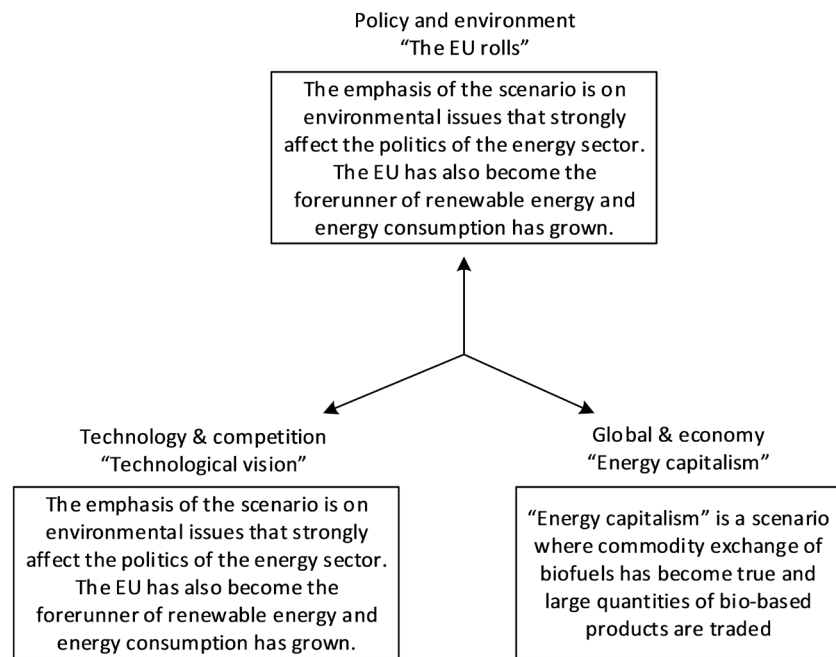 Policy and environment
“The EU rolls”
The emphasis of the scenario is on
environmental issues that strongly
affect the politics of the energy sector.
The EU has also become the
forerunner of renewable energy and
energy consumption has grown.
Technology & competition
“Technological vision”
The emphasis of the scenario is on
environmental issues that strongly
affect the politics of the energy sector.
The EU has also become the
forerunner of renewable energy and
energy consumption has grown.
Global & economy
“Energy capitalism”
“Energy capitalism” is a scenario
where commodity exchange of
biofuels has become true and
large quantities of bio-based
products are traded